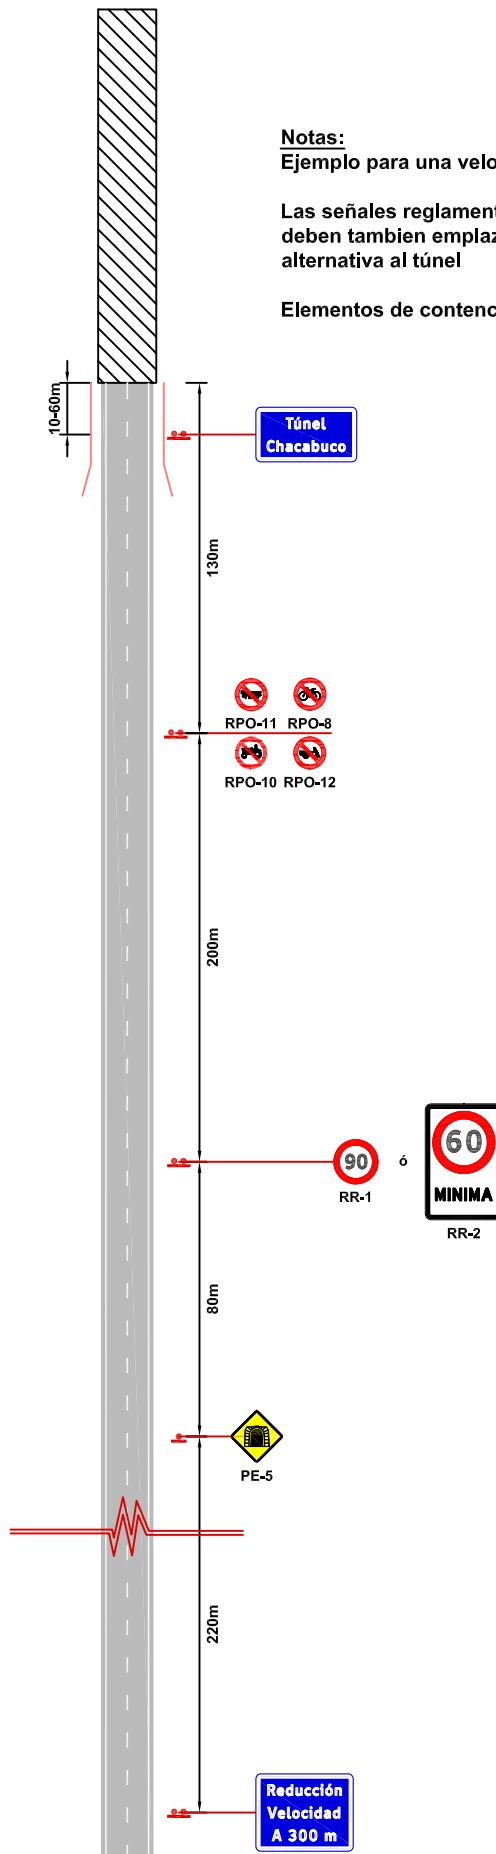 Notas:
Ejemplo para una velo
Las señales reglament
deben tambien emplaz
alternativa al túnel
Elementos de contenc
10-60m
Túnel
Chacabuco
130m
RPO-11 RPO-8
RPO-10 RPO-12
200m
90
ó
60
MINIMA
RR-1
RR-2
80m
PE-5
220m
Reducción
Velocidad
A 300 m